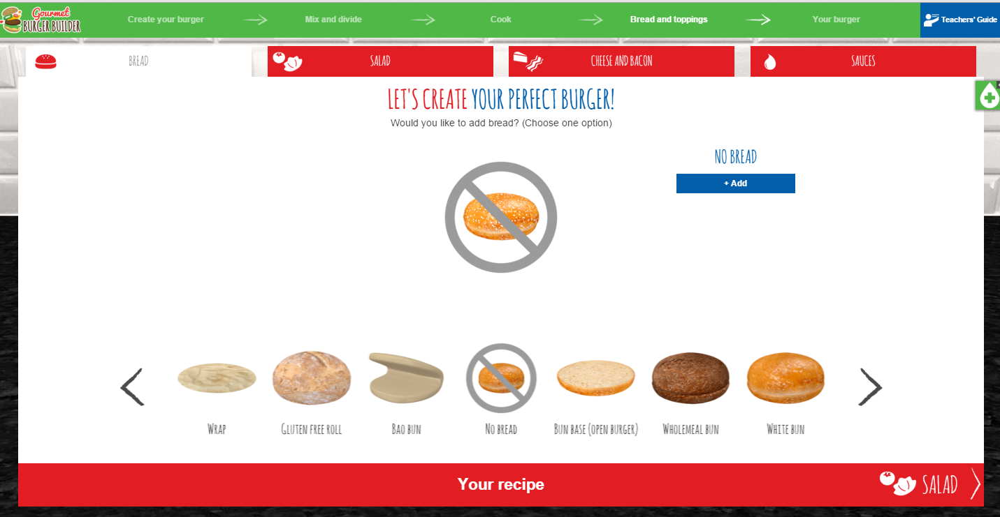 Gourmet
BURGER BUILDER
Create your burger
Mix and divide
Cook
Bread and toppings
Your burger
Teachers' Guide
BREAD
SALAD
CHEESE AND BACON
SAUCES
LET'S CREATE YOUR PERFECT BURGER!
Would you like to add bread? (Choose one option)
NO BREAD
+ Add
WRAP
GLUTEN FREE ROLL
BAO BUN
NO BREAD
BUN BASE (OPEN BURGER)
WHOLEMEAL BUN
WHITE BUN
Your recipe
SALAD